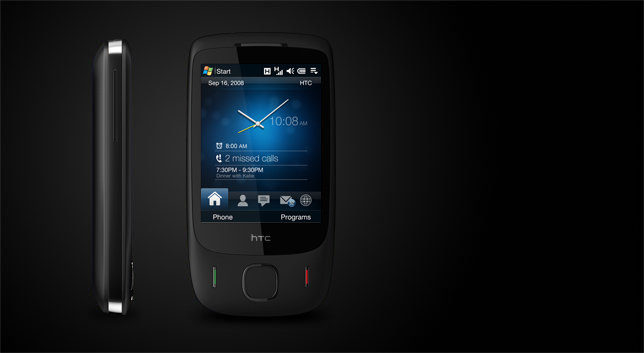 Start
Sep 16, 2008 HTC
10:08 AM
8:00 AM
2 missed calls
7:30PM - 9:30PM
Dinner with Katie
Phone Programs
hTC